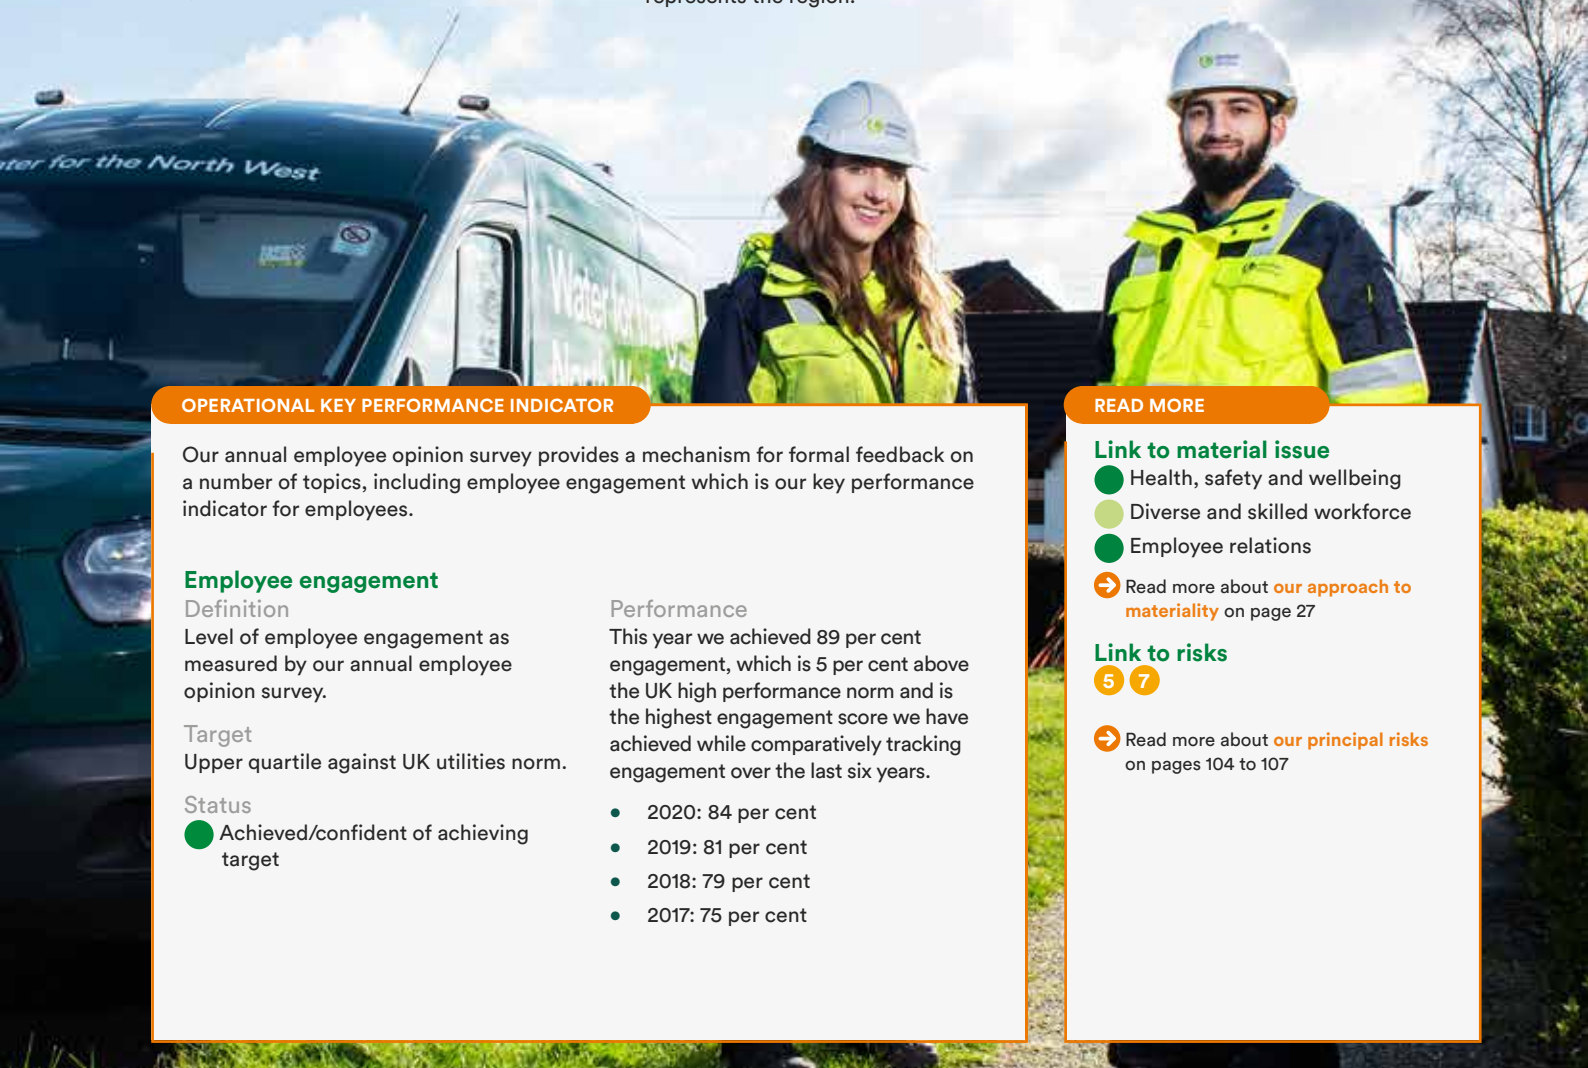 represents the region.
ter for the North West
Water for the
North West
OPERATIONAL KEY PERFORMANCE INDICATOR
Our annual employee opinion survey provides a mechanism for formal feedback on
a number of topics, including employee engagement which is our key performance
indicator for employees.
Employee engagement
Definition
Level of employee engagement as
measured by our annual employee
opinion survey.
Target
Upper quartile against UK utilities norm.
Status
Achieved/confident of achieving
target
Performance
This year we achieved 89 per cent
engagement, which is 5 per cent above
the UK high performance norm and is
the highest engagement score we have
achieved while comparatively tracking
engagement over the last six years.
• 2020: 84 per cent
• 2019: 81 per cent
• 2018: 79 per cent
• 2017: 75 per cent
READ MORE
Link to material issue
Health, safety and wellbeing
Diverse and skilled workforce
Employee relations
Read more about our approach to
materiality on page 27
Link to risks
5 7
Read more about our principal risks
on pages 104 to 107